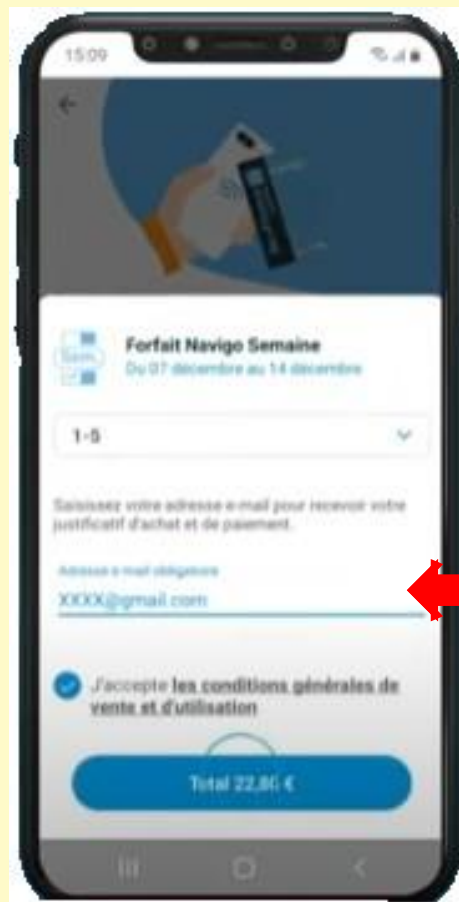 15:09
Forfait Navigo Semaine
Du 07 décembre au 14 décembre
1-5
Saisissez votre adresse e-mail pour recevoir votre
justificatif d'achat et de paiement.
Adresse e-mail obligatoire
XXXX@gmail.com
J'accepte les conditions générales de
vente et d'utilisation
Total 22,80 €